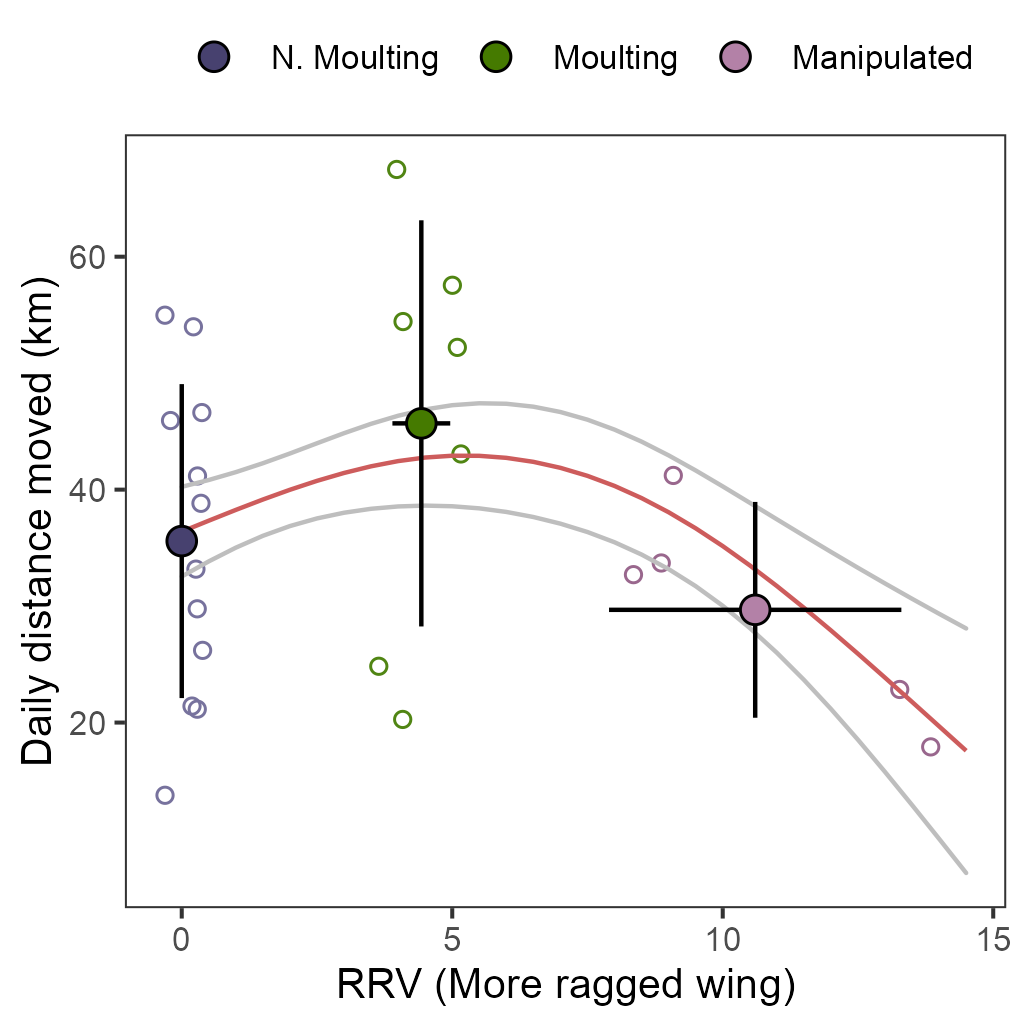 N. Moulting Moulting Manipulated
Daily distance moved (km)
60
40
20
0 5 10 15
RRV (More ragged wing)